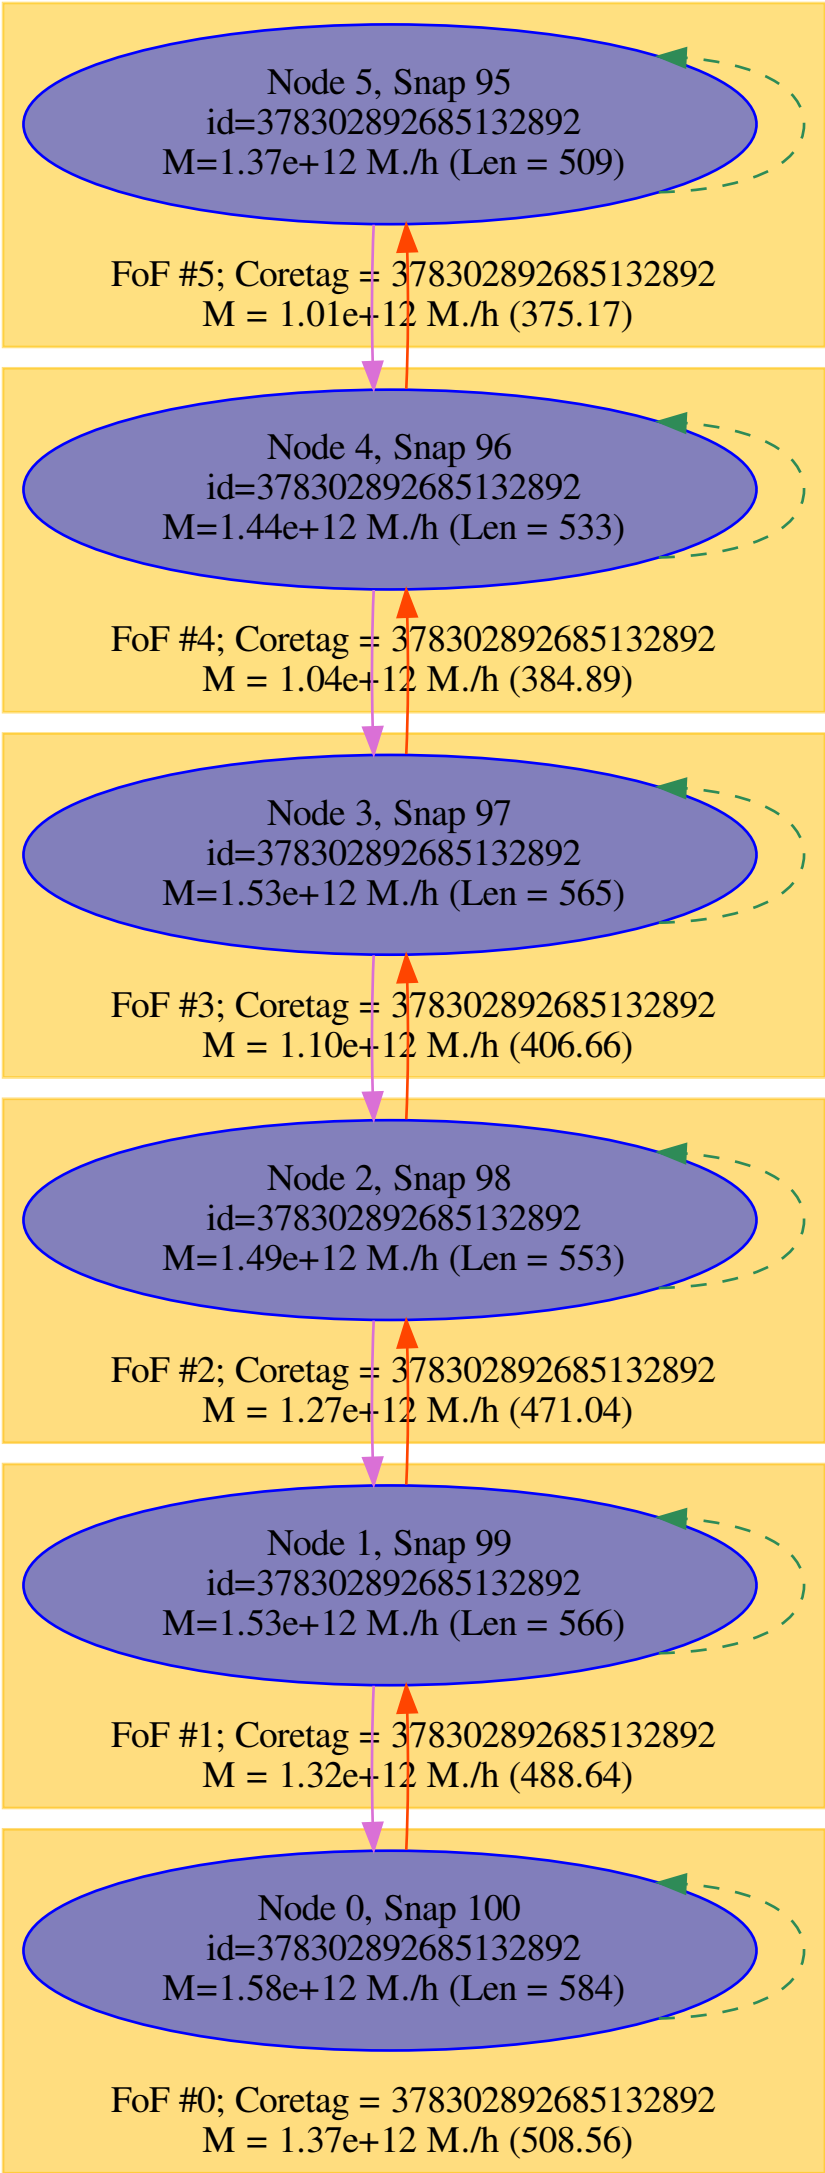 Node 5, Snap 95
id=378302892685132892
M=1.37e+12 M./h (Len = 509)
FoF #5; Coretag = 378302892685132892
M = 1.01e+12 M./h (375.17)
Node 4, Snap 96
id=378302892685132892
M=1.44e+12 M./h (Len = 533)
FoF #4; Coretag = 378302892685132892
M = 1.04e+12 M./h (384.89)
Node 3, Snap 97
id=378302892685132892
M=1.53e+12 M./h (Len = 565)
FoF #3; Coretag = 378302892685132892
M = 1.10e+12 M./h (406.66)
Node 2, Snap 98
id=378302892685132892
M=1.49e+12 M./h (Len = 553)
FoF #2; Coretag = 378302892685132892
M = 1.27e+12 M./h (471.04)
Node 1, Snap 99
id=378302892685132892
M=1.53e+12 M./h (Len = 566)
FoF #1; Coretag = 378302892685132892
M = 1.32e+12 M./h (488.64)
Node 0, Snap 100
id=378302892685132892
M=1.58e+12 M./h (Len = 584)
FoF #0; Coretag = 378302892685132892
M = 1.37e+12 M./h (508.56)